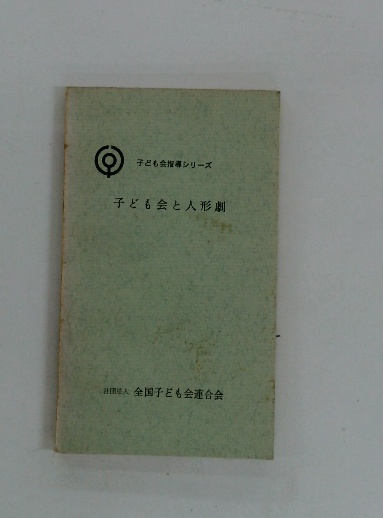 子ども会指導シリーズ
子ども会と人形劇
社団法人 全国子ども会連合会